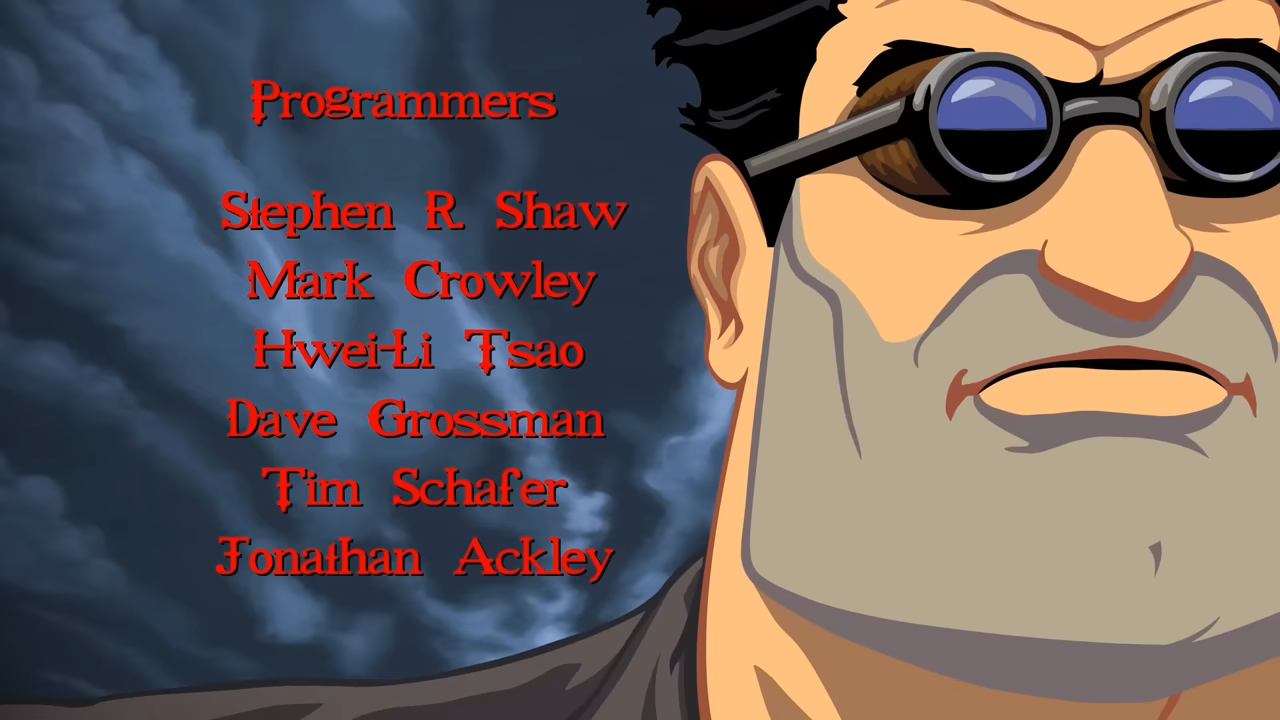 Programmers
Stephen R. Shaw
Mark Crowley
Hwei-Li Tsao
Dave Grossman
Tim Schafer
Jonathan Ackley